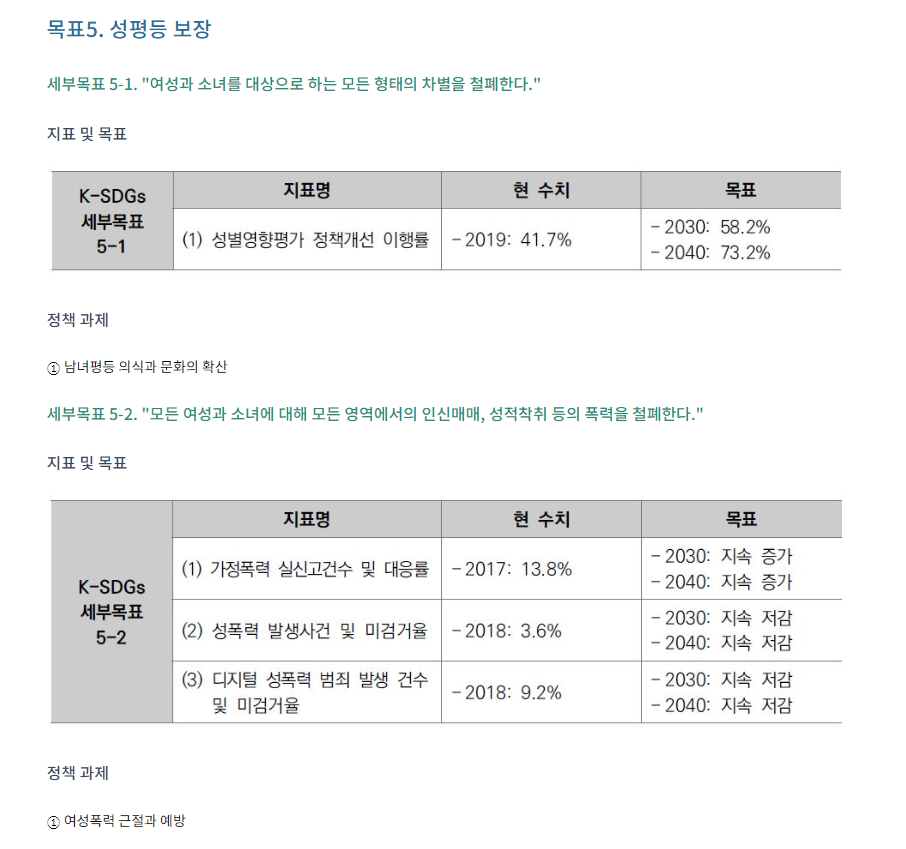 목표5. 성평등 보장
세부목표 5-1. "여성과 소녀를 대상으로 하는 모든 형태의 차별을 철폐한다."
지표 및 목표
K-SDGs
세부목표
5-1
지표명
현 수치
목표
(1) 성별영향평가 정책개선 이행률
- 2019: 41.7%
- 2030: 58.2%
- 2040: 73.2%
정책 과제
① 남녀평등 의식과 문화의 확산
세부목표 5-2. "모든 여성과 소녀에 대해 모든 영역에서의 인신매매, 성적착취 등의 폭력을 철폐한다."
지표 및 목표
K-SDGs
세부목표
5-2
지표명
현 수치
목표
(1) 가정폭력 실신고건수 및 대응률
- 2017: 13.8%
- 2030: 지속 증가
- 2040: 지속 증가
(2) 성폭력 발생사건 및 미검거율
- 2018: 3.6%
- 2030: 지속 저감
- 2040: 지속 저감
(3) 디지털 성폭력 범죄 발생 건수
및 미검거율
- 2018: 9.2%
- 2030: 지속 저감
- 2040: 지속 저감
정책 과제
① 여성폭력 근절과 예방